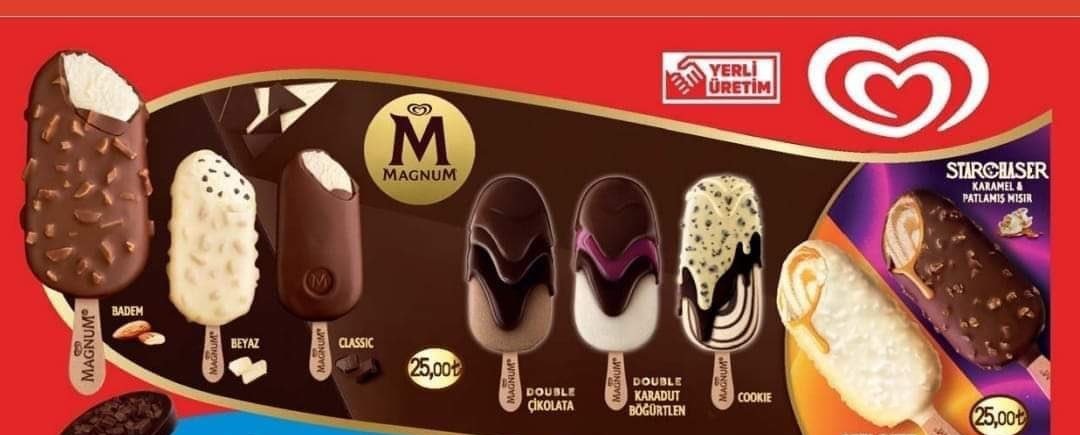 YERLİ
ÜRETİM
M
MAGNUM
STARCHASER
KARAMEL &
PATLAMIŞ MISIR
BADEM
MAGNUM
BEYAZ
MAGNUM
CLASSIC
MAGNUM
M
25,00₺
MAGNUM
DOUBLE
ÇİKOLATA
MAGNUM
DOUBLE
KARADUT
BÖĞÜRTLEN
MAGNUM
COOKIE
25,00₺